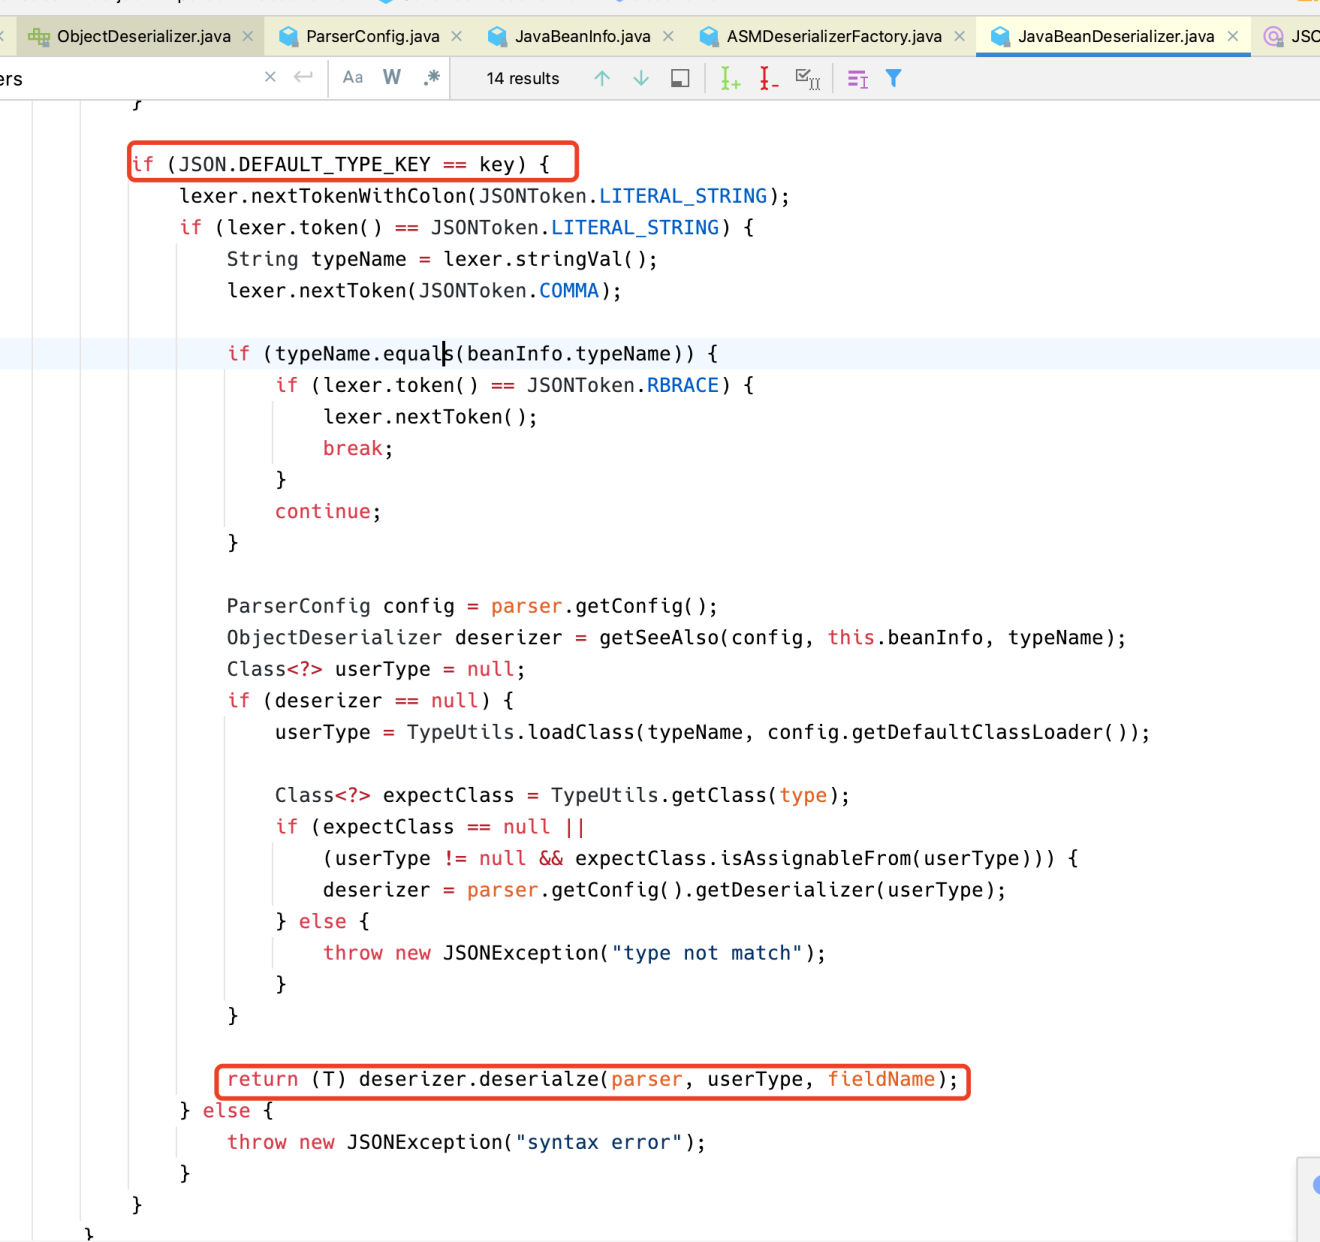 ObjectDeserializer.java × ParserConfig.java × JavaBeanInfo.java × ASMDeserializerFactory.java × JavaBeanDeserializer.java × JSO
ers × Aa W .* 14 results
}
if (JSON.DEFAULT_TYPE_KEY == key) {
lexer.nextTokenWithColon(JSONToken.LITERAL_STRING);
if (lexer.token() == JSONToken.LITERAL_STRING) {
String typeName = lexer.stringVal();
lexer.nextToken(JSONToken.COMMA);
if (typeName.equals(beanInfo.typeName)) {
if (lexer.token() == JSONToken.RBRACE) {
lexer.nextToken();
break;
}
continue;
}
ParserConfig config = parser.getConfig();
ObjectDeserializer deserizer = getSeeAlso(config, this.beanInfo, typeName);
Class<?> userType = null;
if (deserizer == null) {
userType = TypeUtils.loadClass(typeName, config.getDefaultClassLoader());
Class<?> expectClass = TypeUtils.getClass(type);
if (expectClass == null ||
(userType != null && expectClass.isAssignableFrom(userType))) {
deserizer = parser.getConfig().getDeserializer(userType);
} else {
throw new JSONException("type not match");
}
}
return (T) deserizer.deserialze(parser, userType, fieldName);
} else {
throw new JSONException("syntax error");
}
}
}